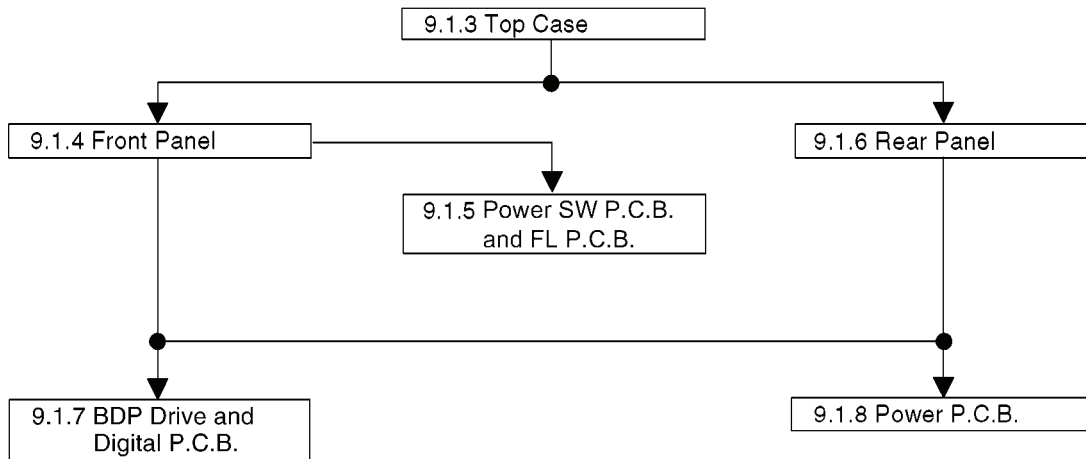 9.1.3 Top Case
9.1.4 Front Panel
9.1.6 Rear Panel
9.1.5 Power SW P.C.B.
and FL P.C.B.
9.1.7 BDP Drive and
Digital P.C.B.
9.1.8 Power P.C.B.